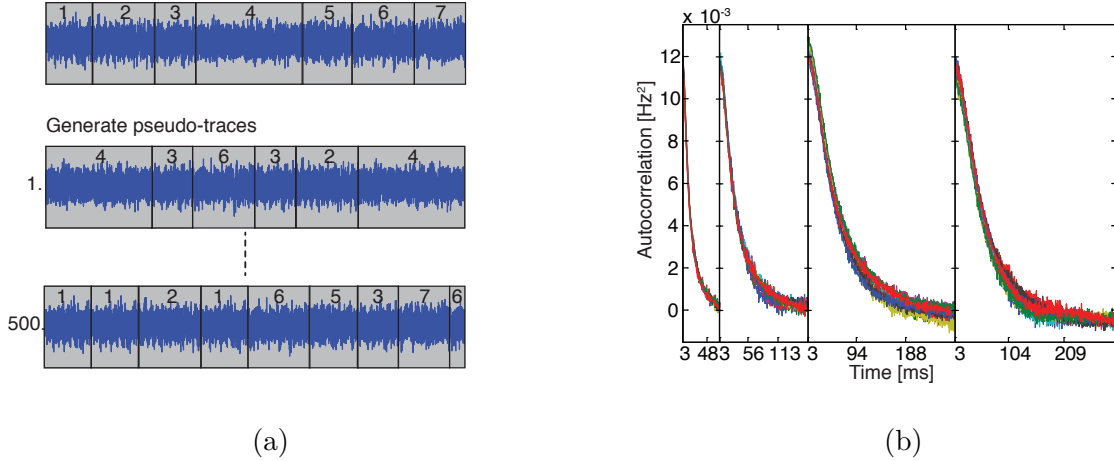 1 2 3 4 5 6 7
Generate pseudo-traces
1.
4 3 6 3 2 4
500.
1 1 2 1 6 5 3 7 6
(a)
x 10-3
Autocorrelation [Hz2]
12
10
8
6
4
2
0
3 48 3 56 113 3 94 188 3 104 209
Time [ms]
(b)